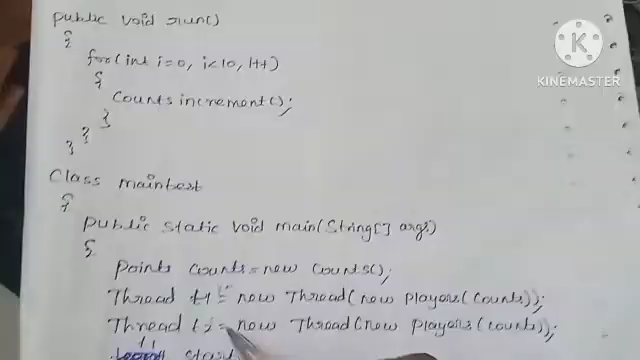 public void run()
{
for(int i=0, i<10, i++)
{
Counts increment();
}
}
}
Class maintest
{
public static void main(String[] args)
{
Points Counts=new Counts();
Thread t1 = new Thread(new players(Counts));
Thread t2 = new Thread(new players(counts));
start
KINEMASTER